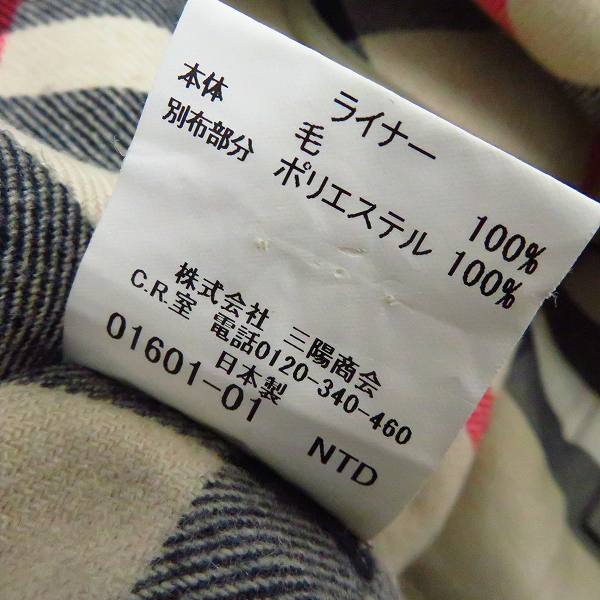 ライナー
本体 毛 100%
別布部分 ポリエステル 100%
株式会社 三陽商会
C.R.室 電話0120-340-460
日本製
01601-01 NTD